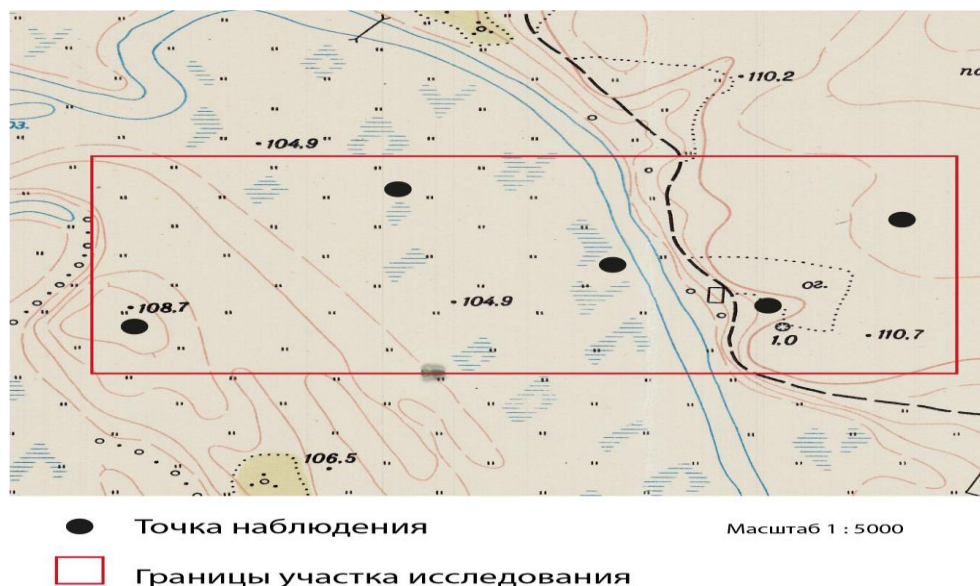 110.2
па
оз.
104.9
108.7
104.9
ог.
1.0
110.7
106.5
Точка наблюдения
Масштаб 1 : 5000
Границы участка исследования